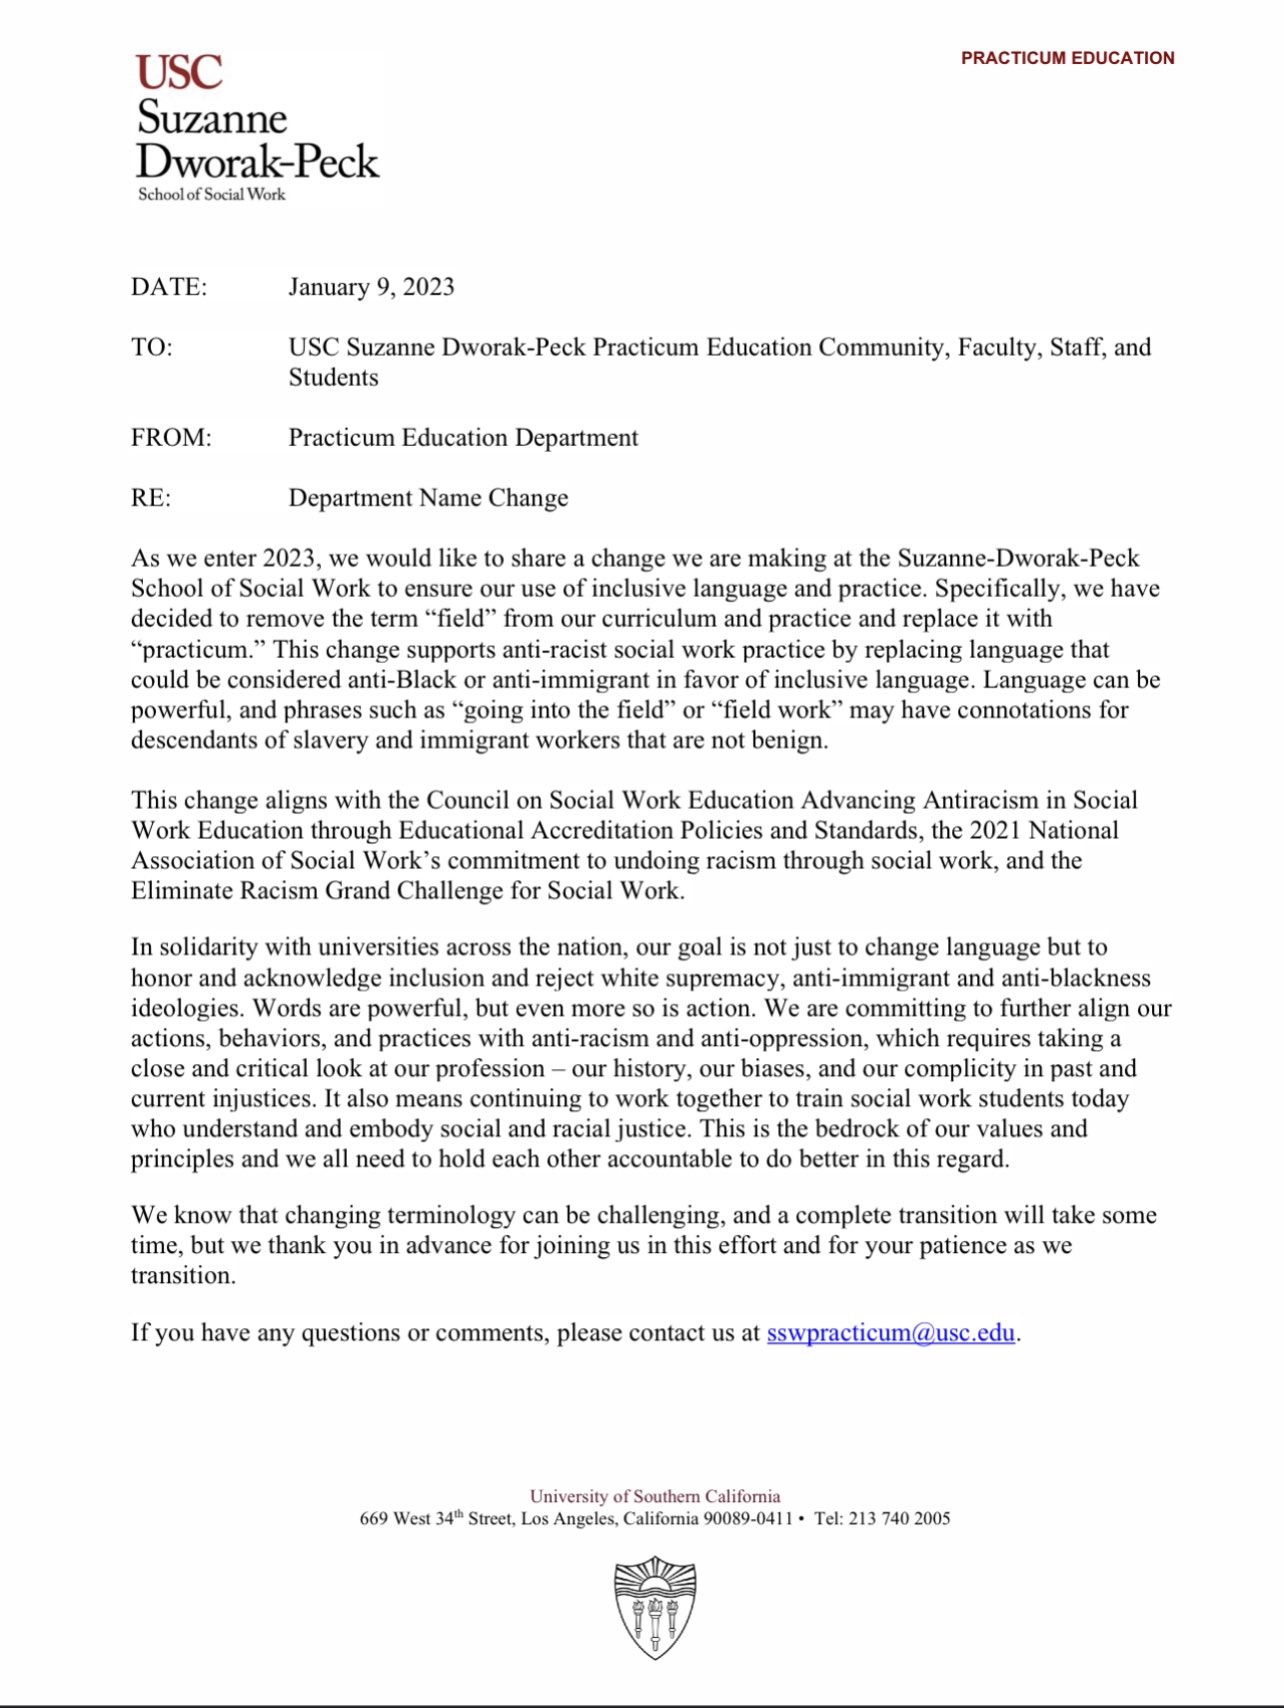 USC
PRACTICUM EDUCATION
Suzanne
Dworak-Peck
School of Social Work
DATE: January 9, 2023
TO: USC Suzanne Dworak-Peck Practicum Education Community, Faculty, Staff, and
Students
FROM: Practicum Education Department
RE: Department Name Change
As we enter 2023, we would like to share a change we are making at the Suzanne-Dworak-Peck
School of Social Work to ensure our use of inclusive language and practice. Specifically, we have
decided to remove the term “field” from our curriculum and practice and replace it with
“practicum.” This change supports anti-racist social work practice by replacing language that
could be considered anti-Black or anti-immigrant in favor of inclusive language. Language can be
powerful, and phrases such as “going into the field” or “field work” may have connotations for
descendants of slavery and immigrant workers that are not benign.
This change aligns with the Council on Social Work Education Advancing Antiracism in Social
Work Education through Educational Accreditation Policies and Standards, the 2021 National
Association of Social Work’s commitment to undoing racism through social work, and the
Eliminate Racism Grand Challenge for Social Work.
In solidarity with universities across the nation, our goal is not just to change language but to
honor and acknowledge inclusion and reject white supremacy, anti-immigrant and anti-blackness
ideologies. Words are powerful, but even more so is action. We are committing to further align our
actions, behaviors, and practices with anti-racism and anti-oppression, which requires taking a
close and critical look at our profession – our history, our biases, and our complicity in past and
current injustices. It also means continuing to work together to train social work students today
who understand and embody social and racial justice. This is the bedrock of our values and
principles and we all need to hold each other accountable to do better in this regard.
We know that changing terminology can be challenging, and a complete transition will take some
time, but we thank you in advance for joining us in this effort and for your patience as we
transition.
If you have any questions or comments, please contact us at sswpracticum@usc.edu.
University of Southern California
669 West 34th Street, Los Angeles, California 90089-0411 • Tel: 213 740 2005